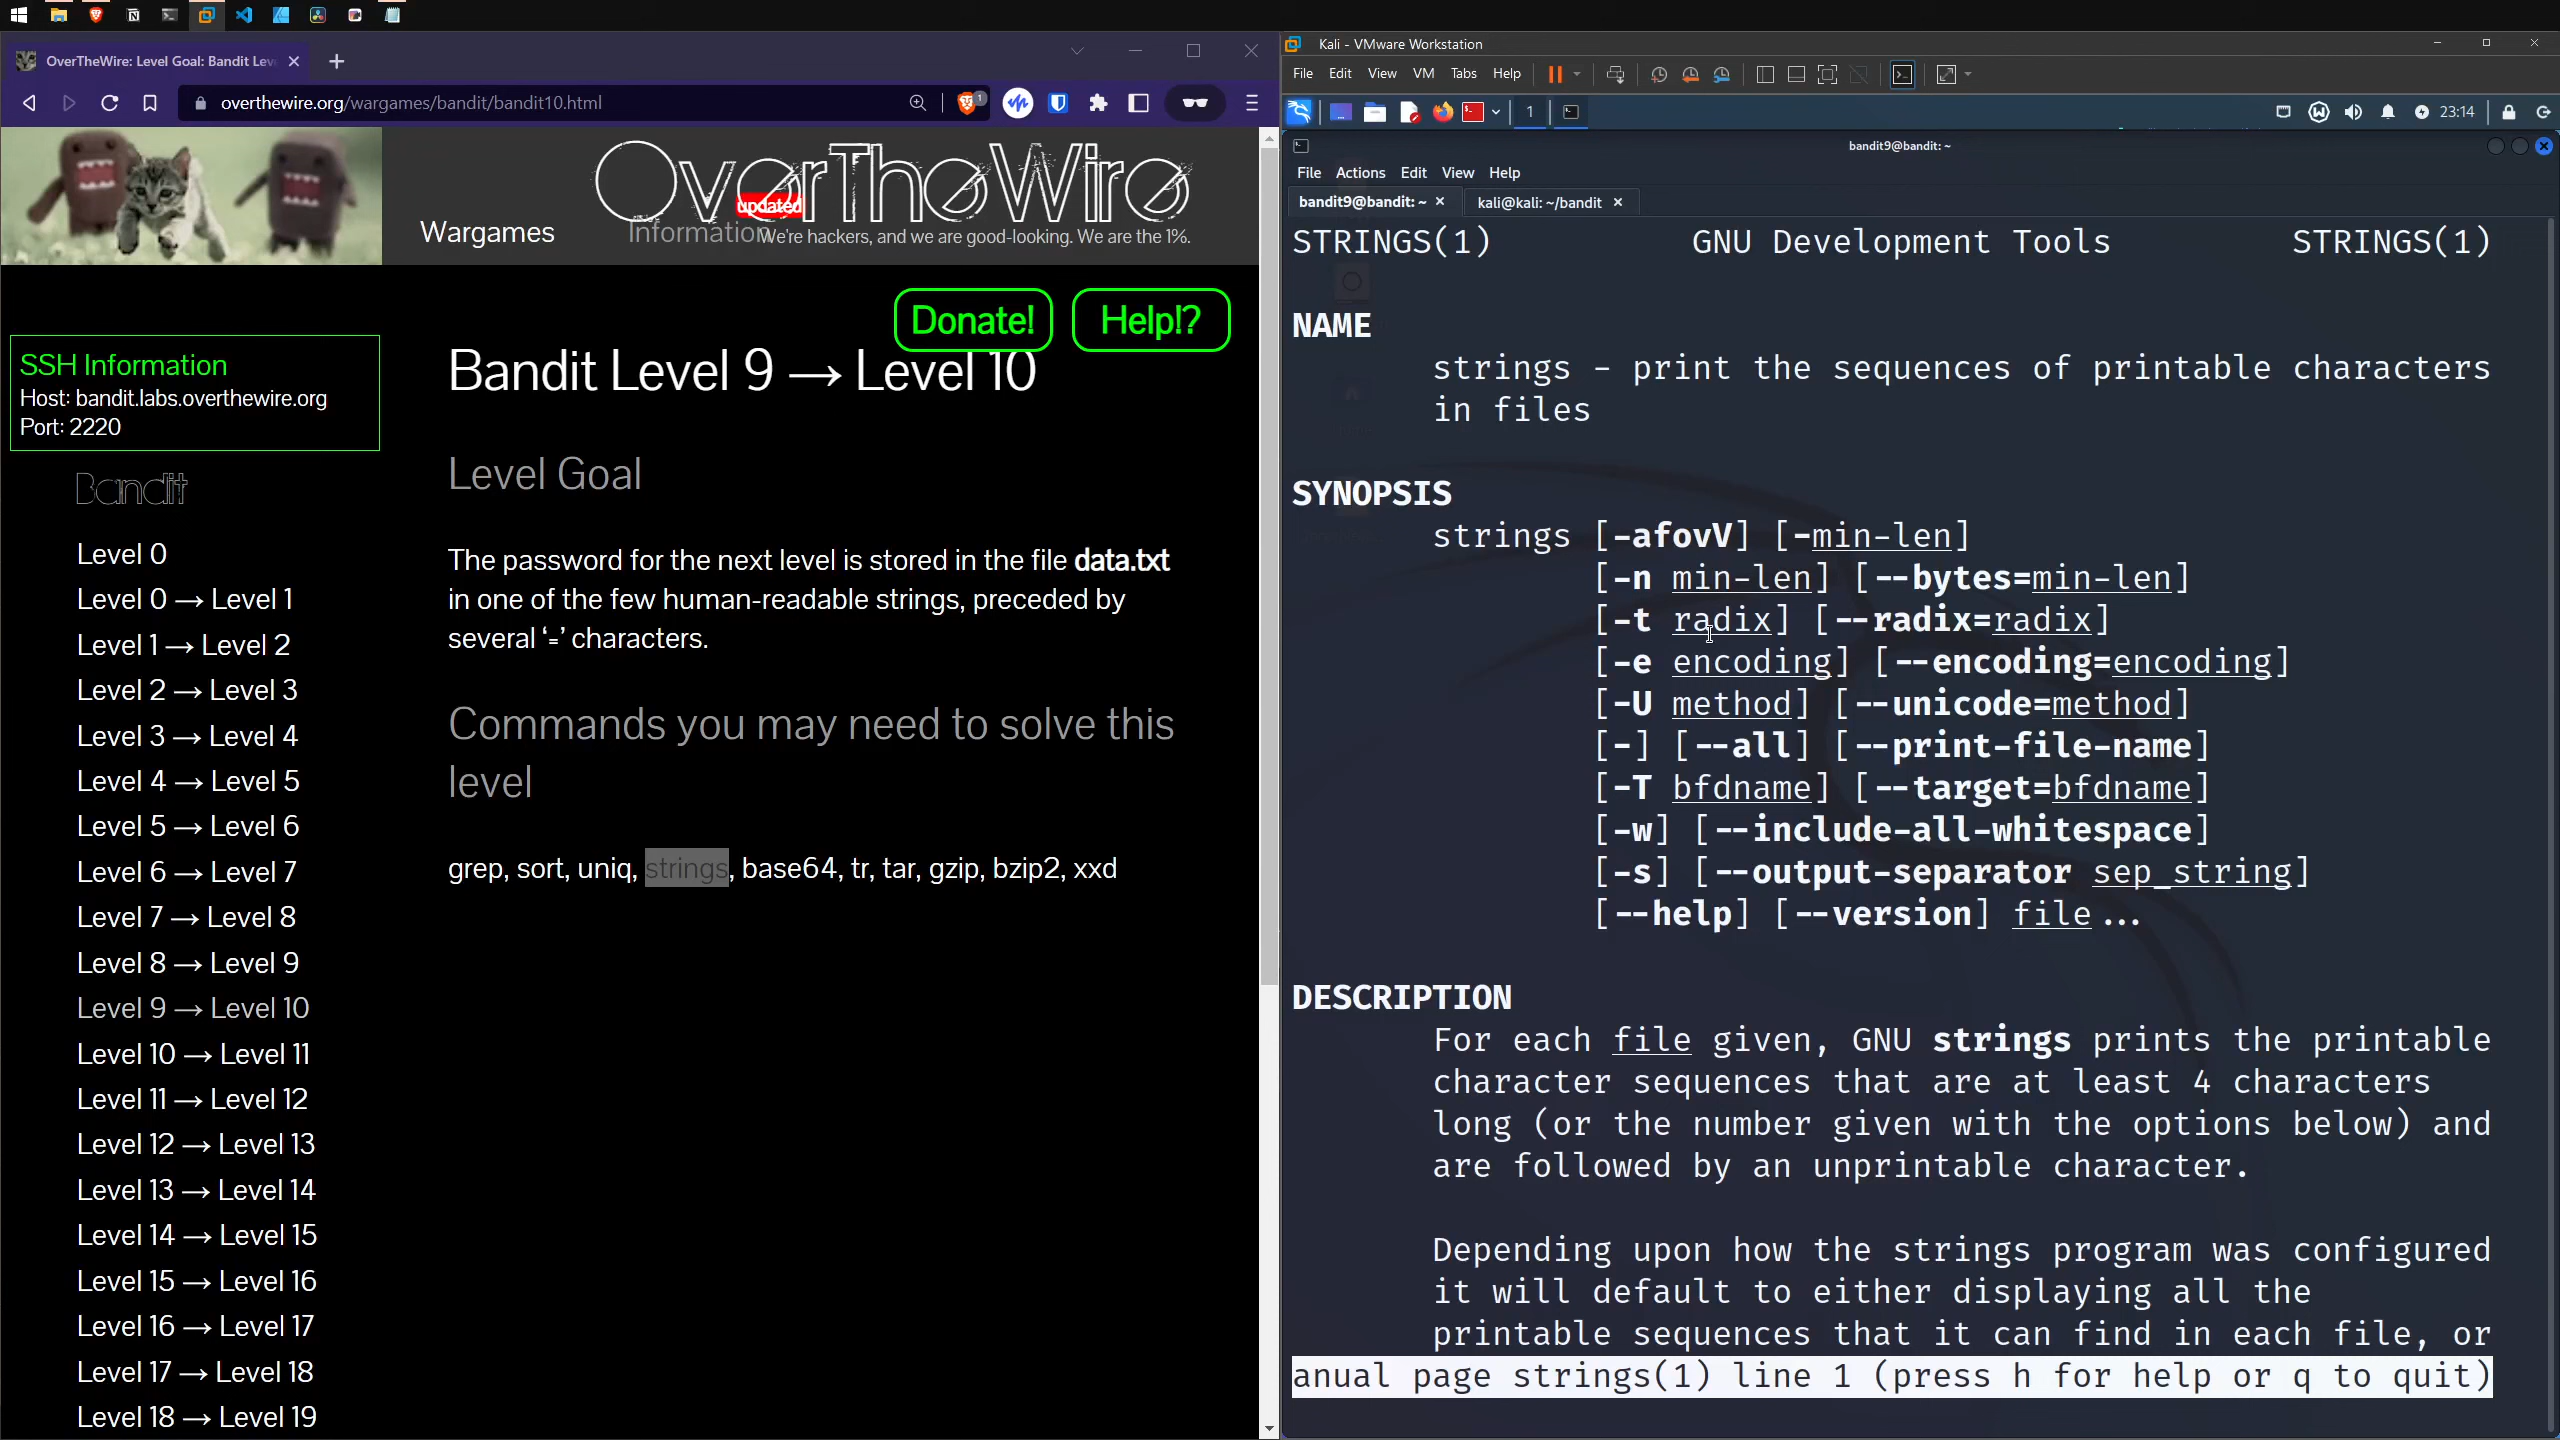 OverTheWire: Level Goal: Bandit Lev
overthewire.org/wargames/bandit/bandit10.html
1
OverTheWire
updated
Wargames
Information
We're hackers, and we are good-looking. We are the 1%.
Donate!
Help!?
SSH Information
Host: bandit.labs.overthewire.org
Port: 2220
Bandit
Level 0
Level 0 → Level 1
Level 1 → Level 2
Level 2 → Level 3
Level 3 → Level 4
Level 4 → Level 5
Level 5 → Level 6
Level 6 → Level 7
Level 7 → Level 8
Level 8 → Level 9
Level 9 → Level 10
Level 10 → Level 11
Level 11 → Level 12
Level 12 → Level 13
Level 13 → Level 14
Level 14 → Level 15
Level 15 → Level 16
Level 16 → Level 17
Level 17 → Level 18
Level 18 → Level 19
Bandit Level 9 → Level 10
Level Goal
The password for the next level is stored in the file data.txt
in one of the few human-readable strings, preceded by
several ‘=’ characters.
Commands you may need to solve this
level
grep, sort, uniq, strings, base64, tr, tar, gzip, bzip2, xxd
Kali - VMware Workstation
File Edit View VM Tabs Help
1
23:14
bandit9@bandit: ~
File Actions Edit View Help
bandit9@bandit: ~
kali@kali: ~/bandit
STRINGS(1) GNU Development Tools STRINGS(1)
NAME
strings - print the sequences of printable characters
in files
SYNOPSIS
strings [-afovV] [-min-len]
[-n min-len] [--bytes=min-len]
[-t radix] [--radix=radix]
[-e encoding] [--encoding=encoding]
[-U method] [--unicode=method]
[-] [--all] [--print-file-name]
[-T bfdname] [--target=bfdname]
[-w] [--include-all-whitespace]
[-s] [--output-separator sep_string]
[--help] [--version] file...
DESCRIPTION
For each file given, GNU strings prints the printable
character sequences that are at least 4 characters
long (or the number given with the options below) and
are followed by an unprintable character.
Depending upon how the strings program was configured
it will default to either displaying all the
printable sequences that it can find in each file, or
anual page strings(1) line 1 (press h for help or q to quit)